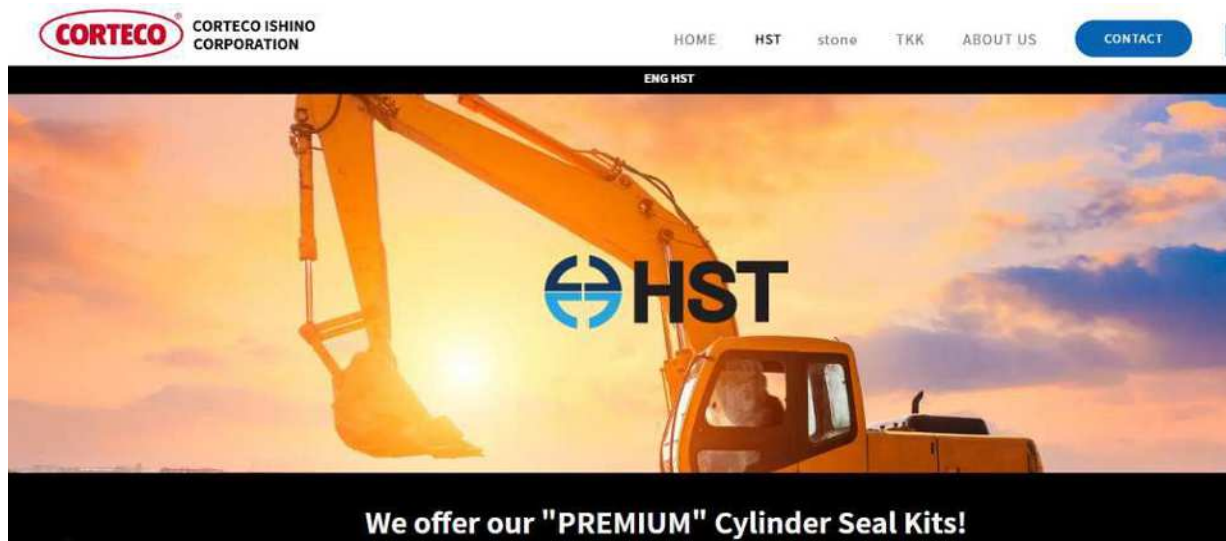 CORTECO®
CORTECO ISHINO
CORPORATION
HOME HST stone TKK ABOUT US CONTACT
ENG HST
HST
We offer our "PREMIUM" Cylinder Seal Kits!